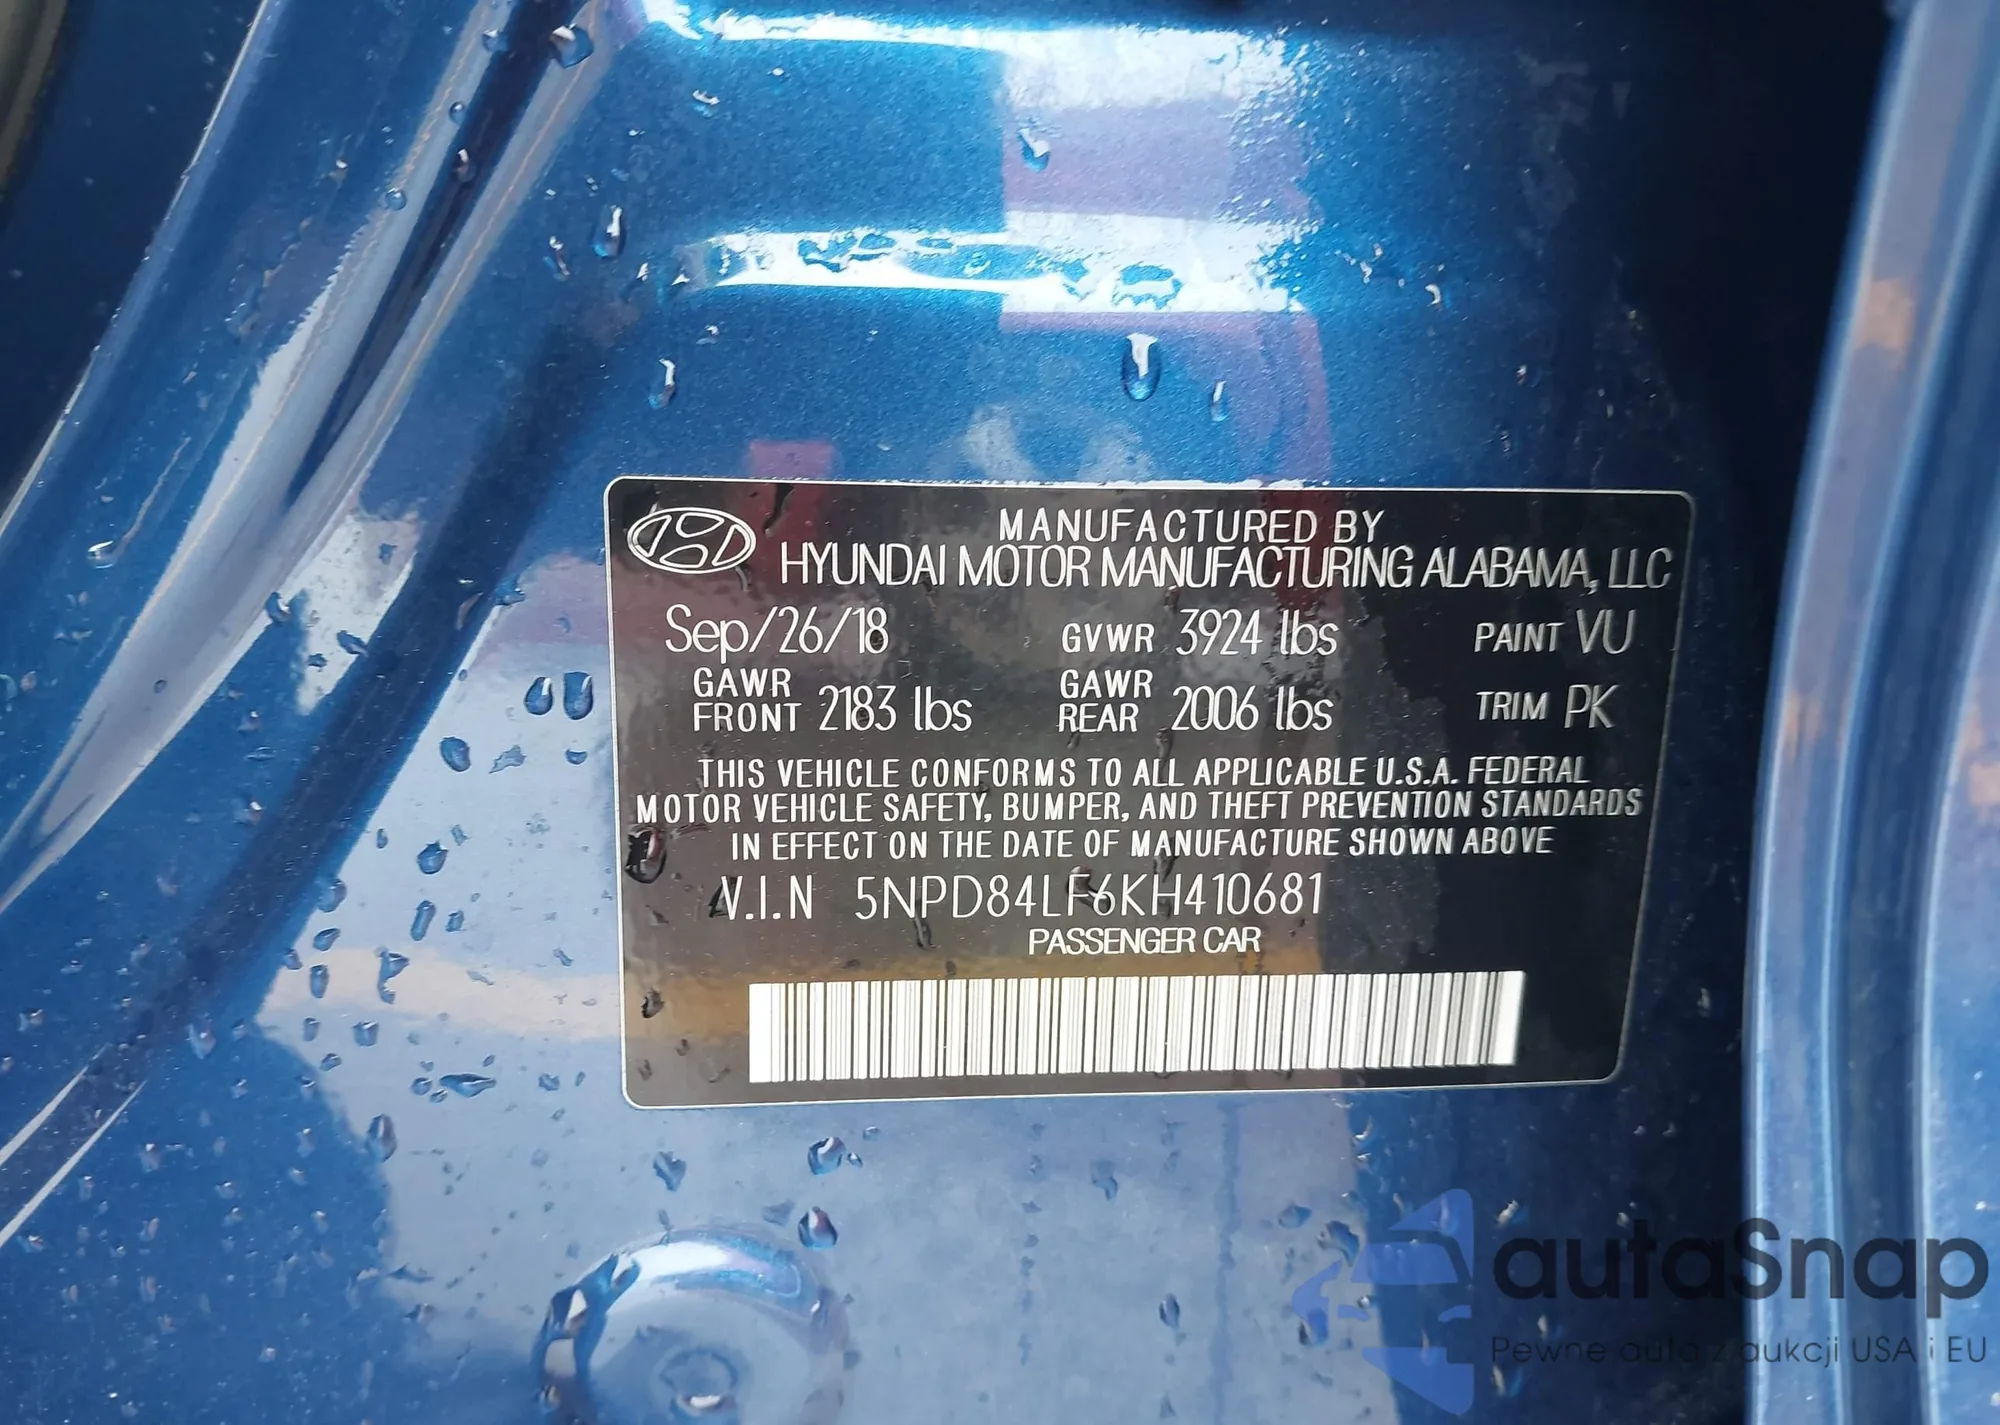 MANUFACTURED BY
HYUNDAI MOTOR MANUFACTURING ALABAMA, LLC
Sep/26/18 GVWR 3924 lbs PAINT VU
GAWR FRONT 2183 lbs GAWR REAR 2006 lbs TRIM PK
THIS VEHICLE CONFORMS TO ALL APPLICABLE U.S.A. FEDERAL
MOTOR VEHICLE SAFETY, BUMPER, AND THEFT PREVENTION STANDARDS
IN EFFECT ON THE DATE OF MANUFACTURE SHOWN ABOVE
V.I.N 5NPD84LF6KH410681
PASSENGER CAR
autaSnap
Pewne auta z aukcji USA i EU